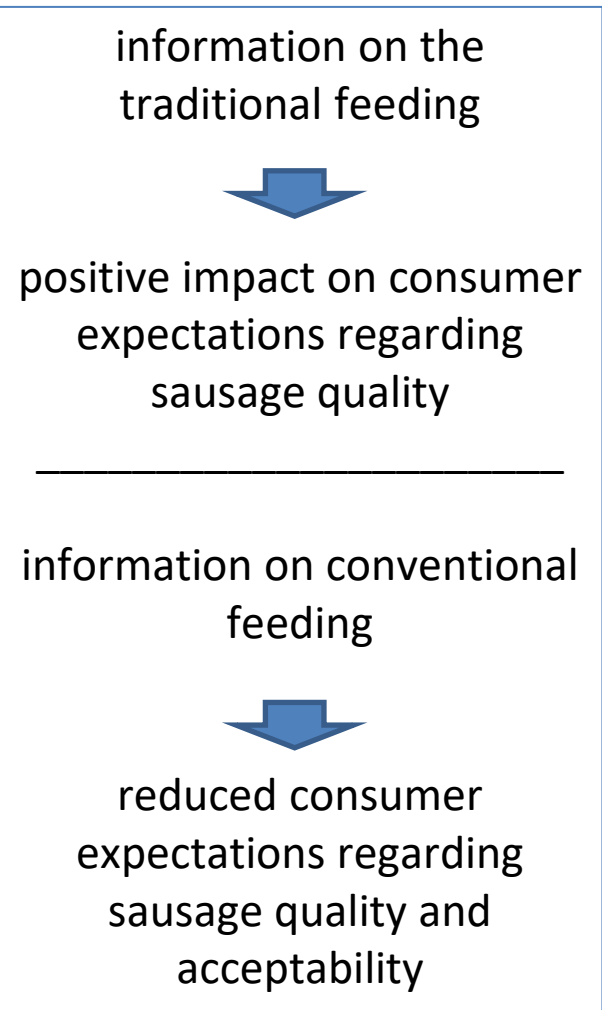 information on the
traditional feeding
positive impact on consumer
expectations regarding
sausage quality
information on conventional
feeding
reduced consumer
expectations regarding
sausage quality and
acceptability